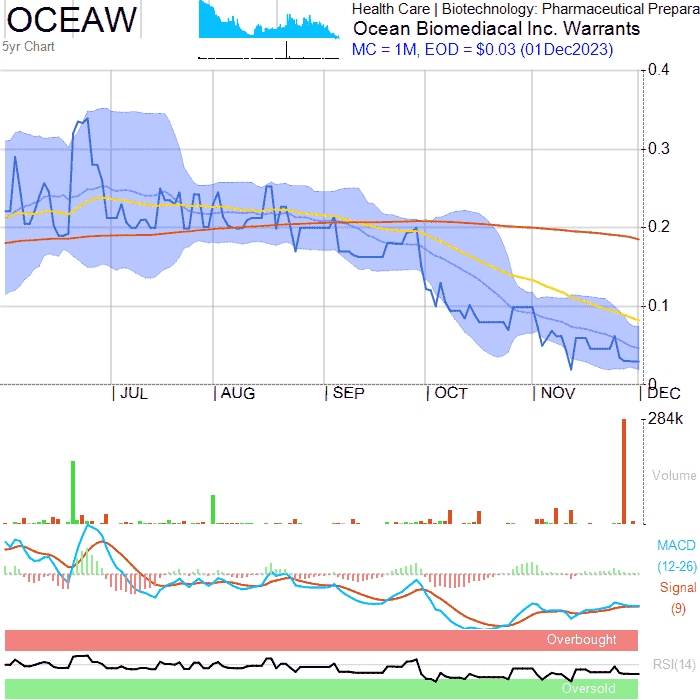 OCEAW
5yr Chart
Health Care | Biotechnology: Pharmaceutical Prepara
Ocean Biomediacal Inc. Warrants
MC = 1M, EOD = $0.03 (01Dec2023)
0.4
0.3
0.2
0.1
0
JUL AUG SEP OCT NOV DEC
284k
Volume
MACD
(12-26)
Signal
(9)
Overbought
RSI(14)
Oversold